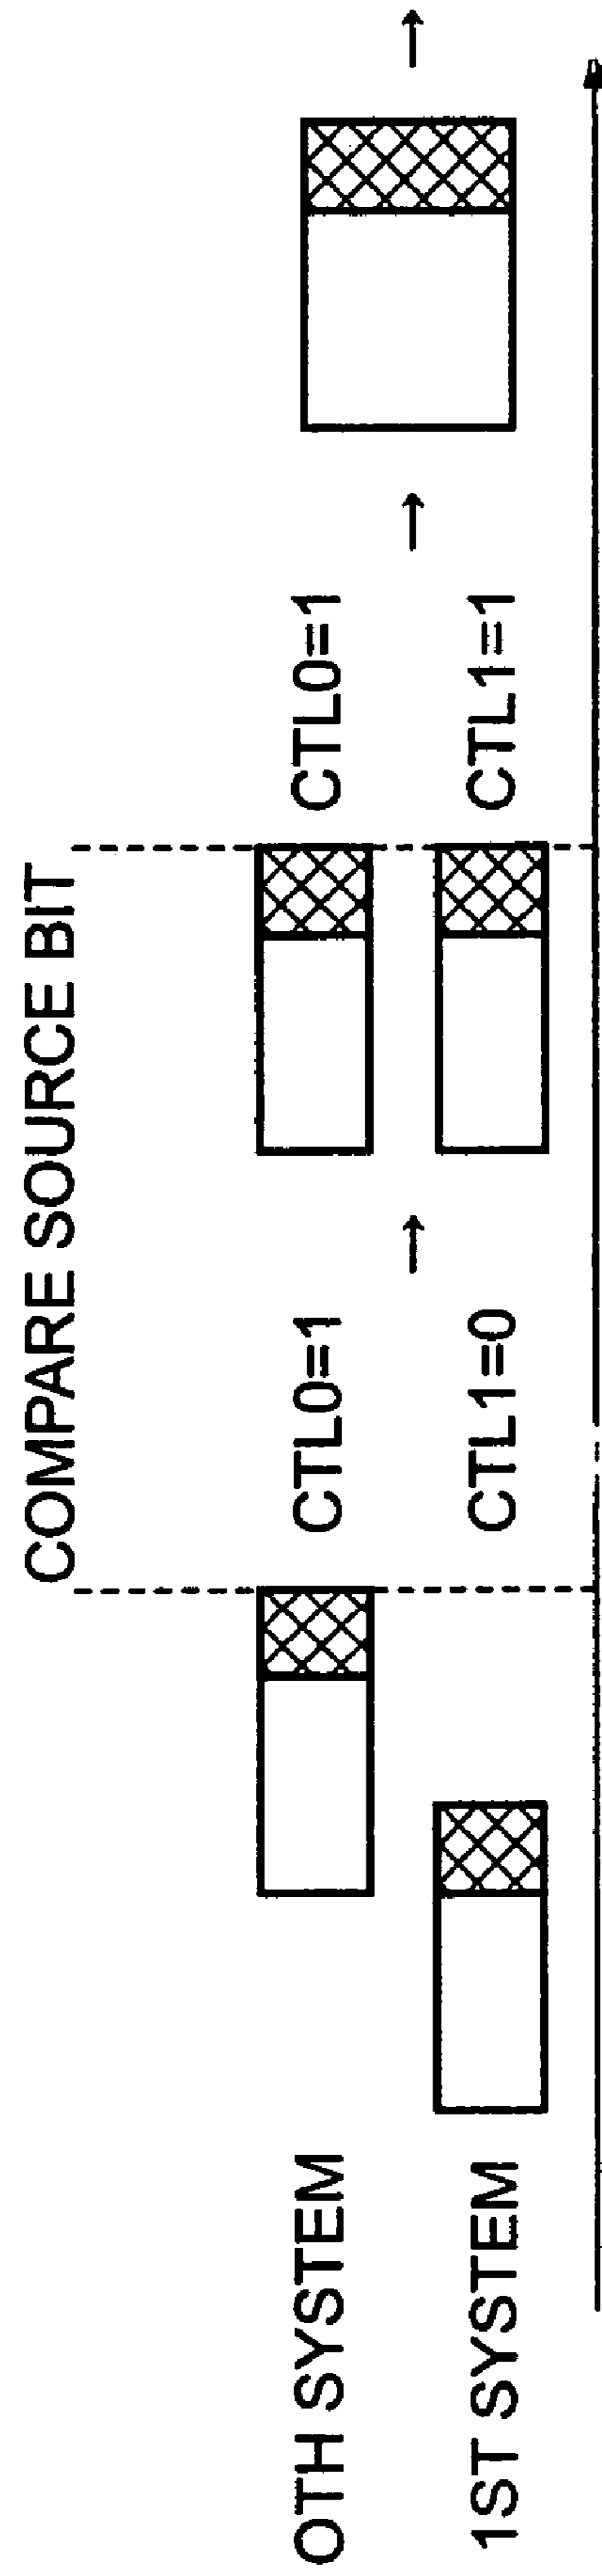 COMPARE SOURCE BIT
0TH SYSTEM
CTL0=1
CTL0=1
1ST SYSTEM
CTL1=0
CTL1=1